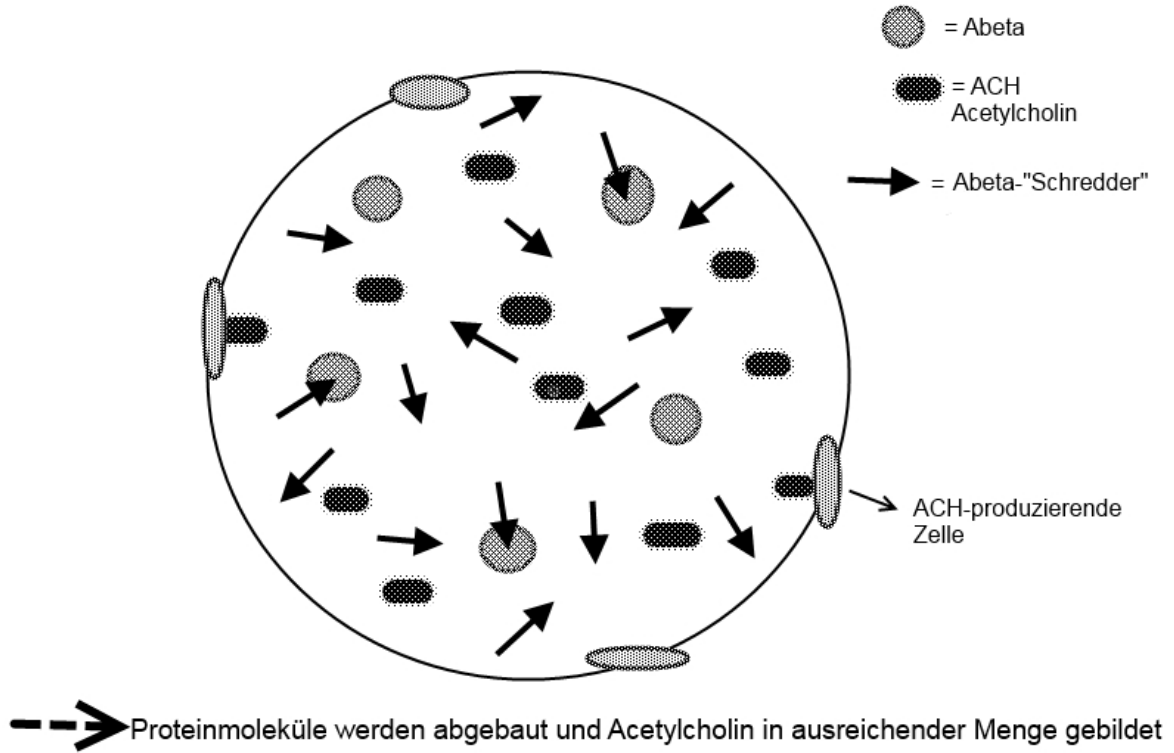 = Abeta
= ACH
Acetylcholin
= Abeta-"Schredder"
ACH-produzierende
Zelle
Proteinmoleküle werden abgebaut und Acetylcholin in ausreichender Menge gebildet